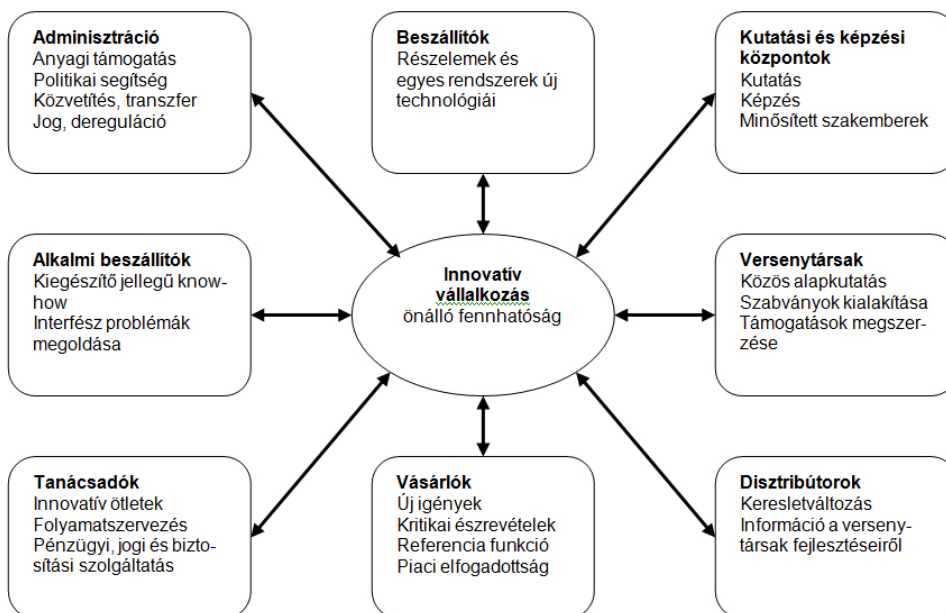 Adminisztráció
Anyagi támogatás
Politikai segítség
Közvetítés, transzfer
Jog, dereguláció
Beszállítók
Részelemek és
egyes rendszerek új
technológiái
Kutatási és képzési
központok
Kutatás
Képzés
Minősített szakemberek
Alkalmi beszállítók
Kiegészítő jellegű know-
how
Interfész problémák
megoldása
Innovatív
vállalkozás
önálló fennhatóság
Versenytársak
Közös alapkutatás
Szabványok kialakítása
Támogatások megszer-
zése
Tanácsadók
Innovatív ötletek
Folyamatszervezés
Pénzügyi, jogi és bizto-
sítási szolgáltatás
Vásárlók
Új igények
Kritikai észrevételek
Referencia funkció
Piaci elfogadottság
Disztribútorok
Keresletváltozás
Információ a verseny-
társak fejlesztéseiről